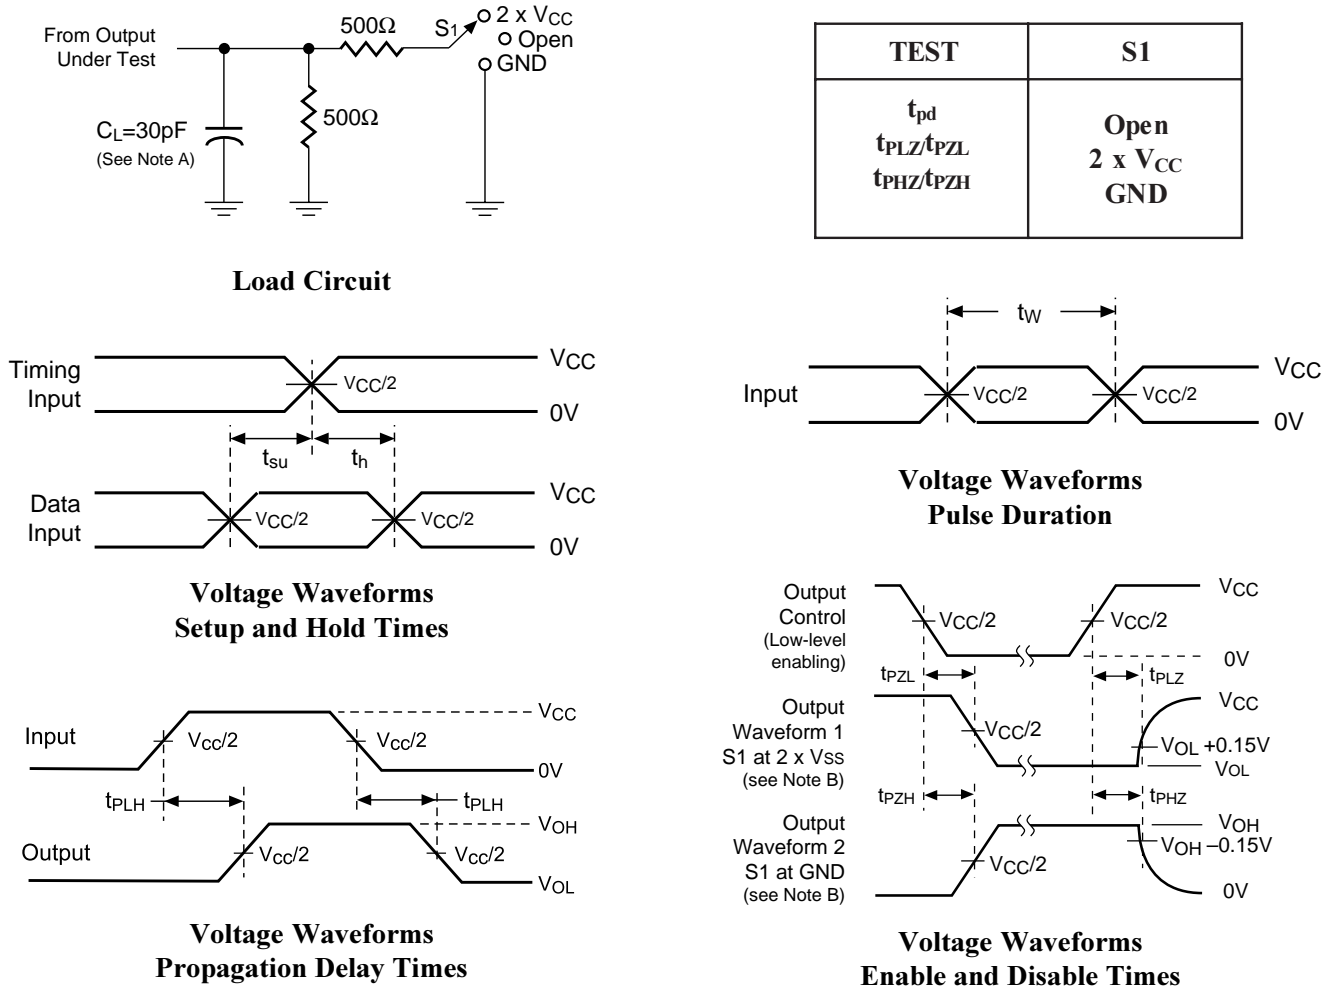 From Output
Under Test
500Ω
S1
2 x VCC
Open
GND
500Ω
CL=30pF
(See Note A)
Load Circuit
TEST
S1
tpd
tPLZ/tPZL
tPHZ/tPZH
Open
2 x VCC
GND
Timing
Input
VCC/2
VCC
0V
tsu
th
Data
Input
VCC/2
VCC/2
VCC
0V
Voltage Waveforms
Setup and Hold Times
tW
Input
VCC/2
VCC/2
VCC
0V
Voltage Waveforms
Pulse Duration
Input
Vcc/2
Vcc/2
VCC
0V
tPLH
tPLH
Output
Vcc/2
Vcc/2
VOH
VOL
Voltage Waveforms
Propagation Delay Times
Output
Control
(Low-level
enabling)
VCC/2
VCC/2
VCC
0V
tPZL
tPLZ
Output
Waveform 1
S1 at 2 x VSS
(see Note B)
VCC/2
VCC
VOL +0.15V
VOL
tPZH
tPHZ
Output
Waveform 2
S1 at GND
(see Note B)
VCC/2
VOH
VOH –0.15V
0V
Voltage Waveforms
Enable and Disable Times